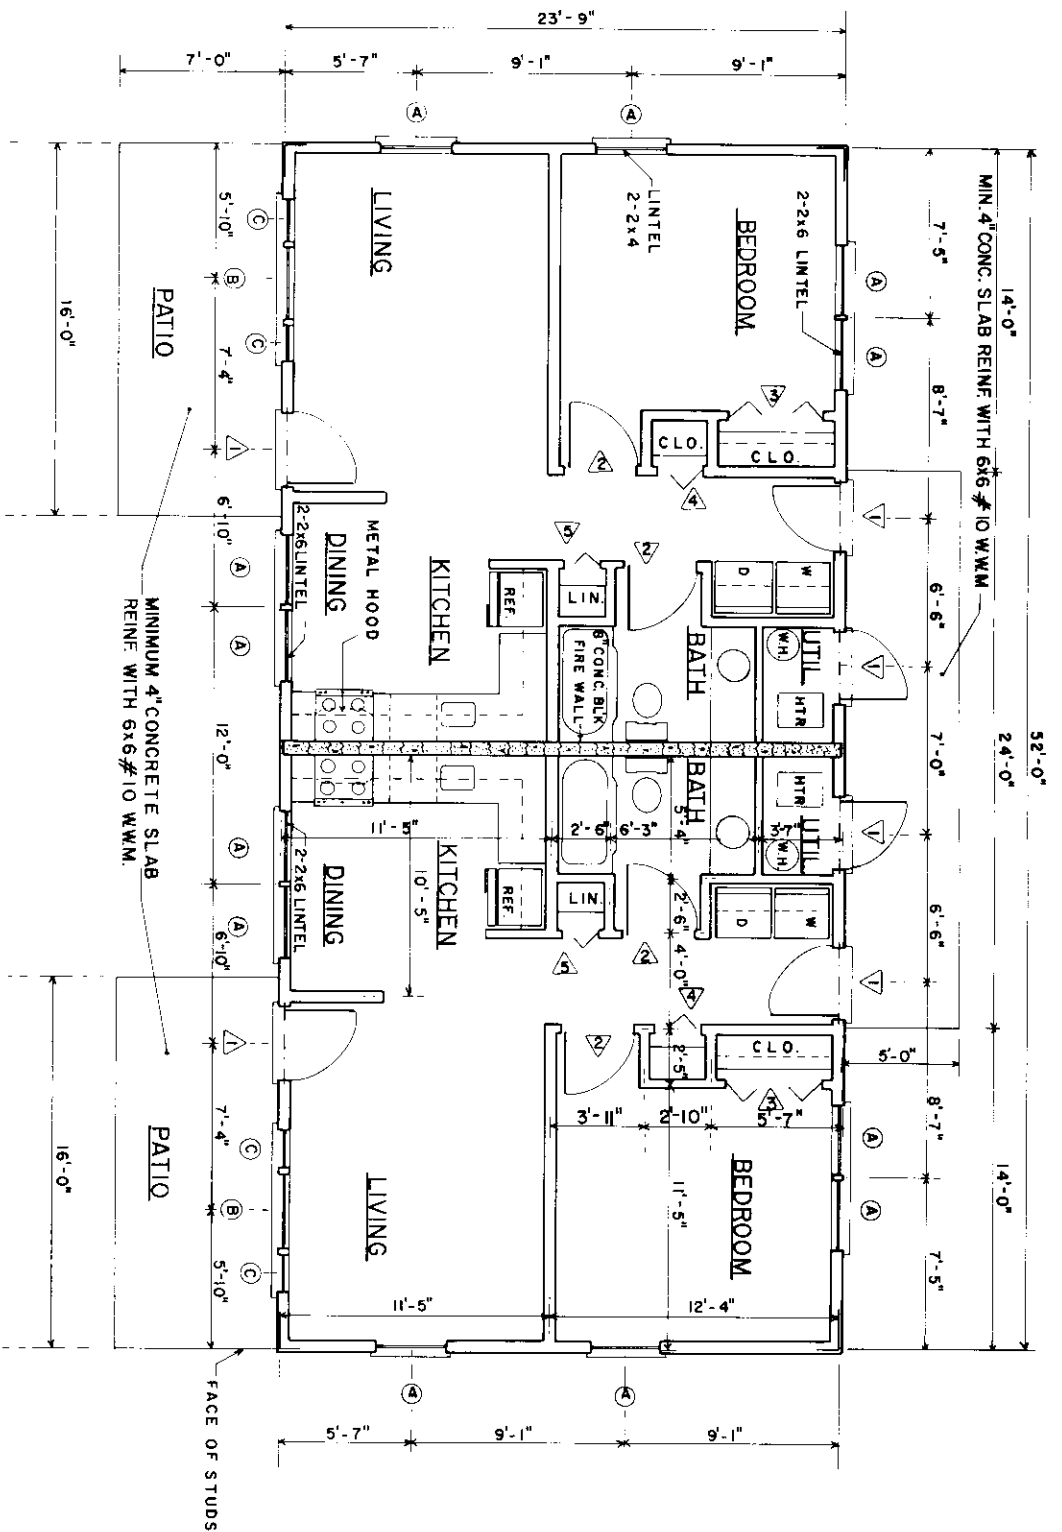 52'-0"
14'-0"
24'-0"
14'-0"
MIN. 4" CONC. SLAB REINF. WITH 6x6 # 10 W.W.M
7'-5"
8'-7"
6'-6"
7'-0"
6'-6"
8'-7"
7'-5"
5'-0"
A
A
1
1
1
1
A
A
2-2x6 LINTEL
23'-9"
9'-1"
9'-1"
5'-7"
7'-0"
A
A
LINTEL
2-2x4
BEDROOM
3
CLO.
CLO.
4
2
W
D
UTIL
W.H.
HTR
HTR
UTIL
W.H.
3'-7"
W
D
4
CLO.
3
5'-7"
2'-10"
3'-11"
2'-5"
BEDROOM
11'-5"
12'-4"
BATH
BATH
5'-4"
2'-6"
4'-0"
6'-3"
2'-6"
2
2
2
5
LIN.
8" CONC. BLK
FIRE WALL
LIN.
5
LIVING
KITCHEN
REF.
KITCHEN
REF.
11'-5"
10'-5"
METAL HOOD
DINING
DINING
2-2x6 LINTEL
2-2x6 LINTEL
LIVING
11'-5"
C
B
C
1
A
A
A
A
1
C
B
C
5'-10"
7'-4"
6'-10"
12'-0"
6'-10"
7'-4"
5'-10"
PATIO
PATIO
MINIMUM 4" CONCRETE SLAB
REINF. WITH 6x6 # 10 W.W.M.
16'-0"
16'-0"
A
A
9'-1"
9'-1"
5'-7"
FACE OF STUDS